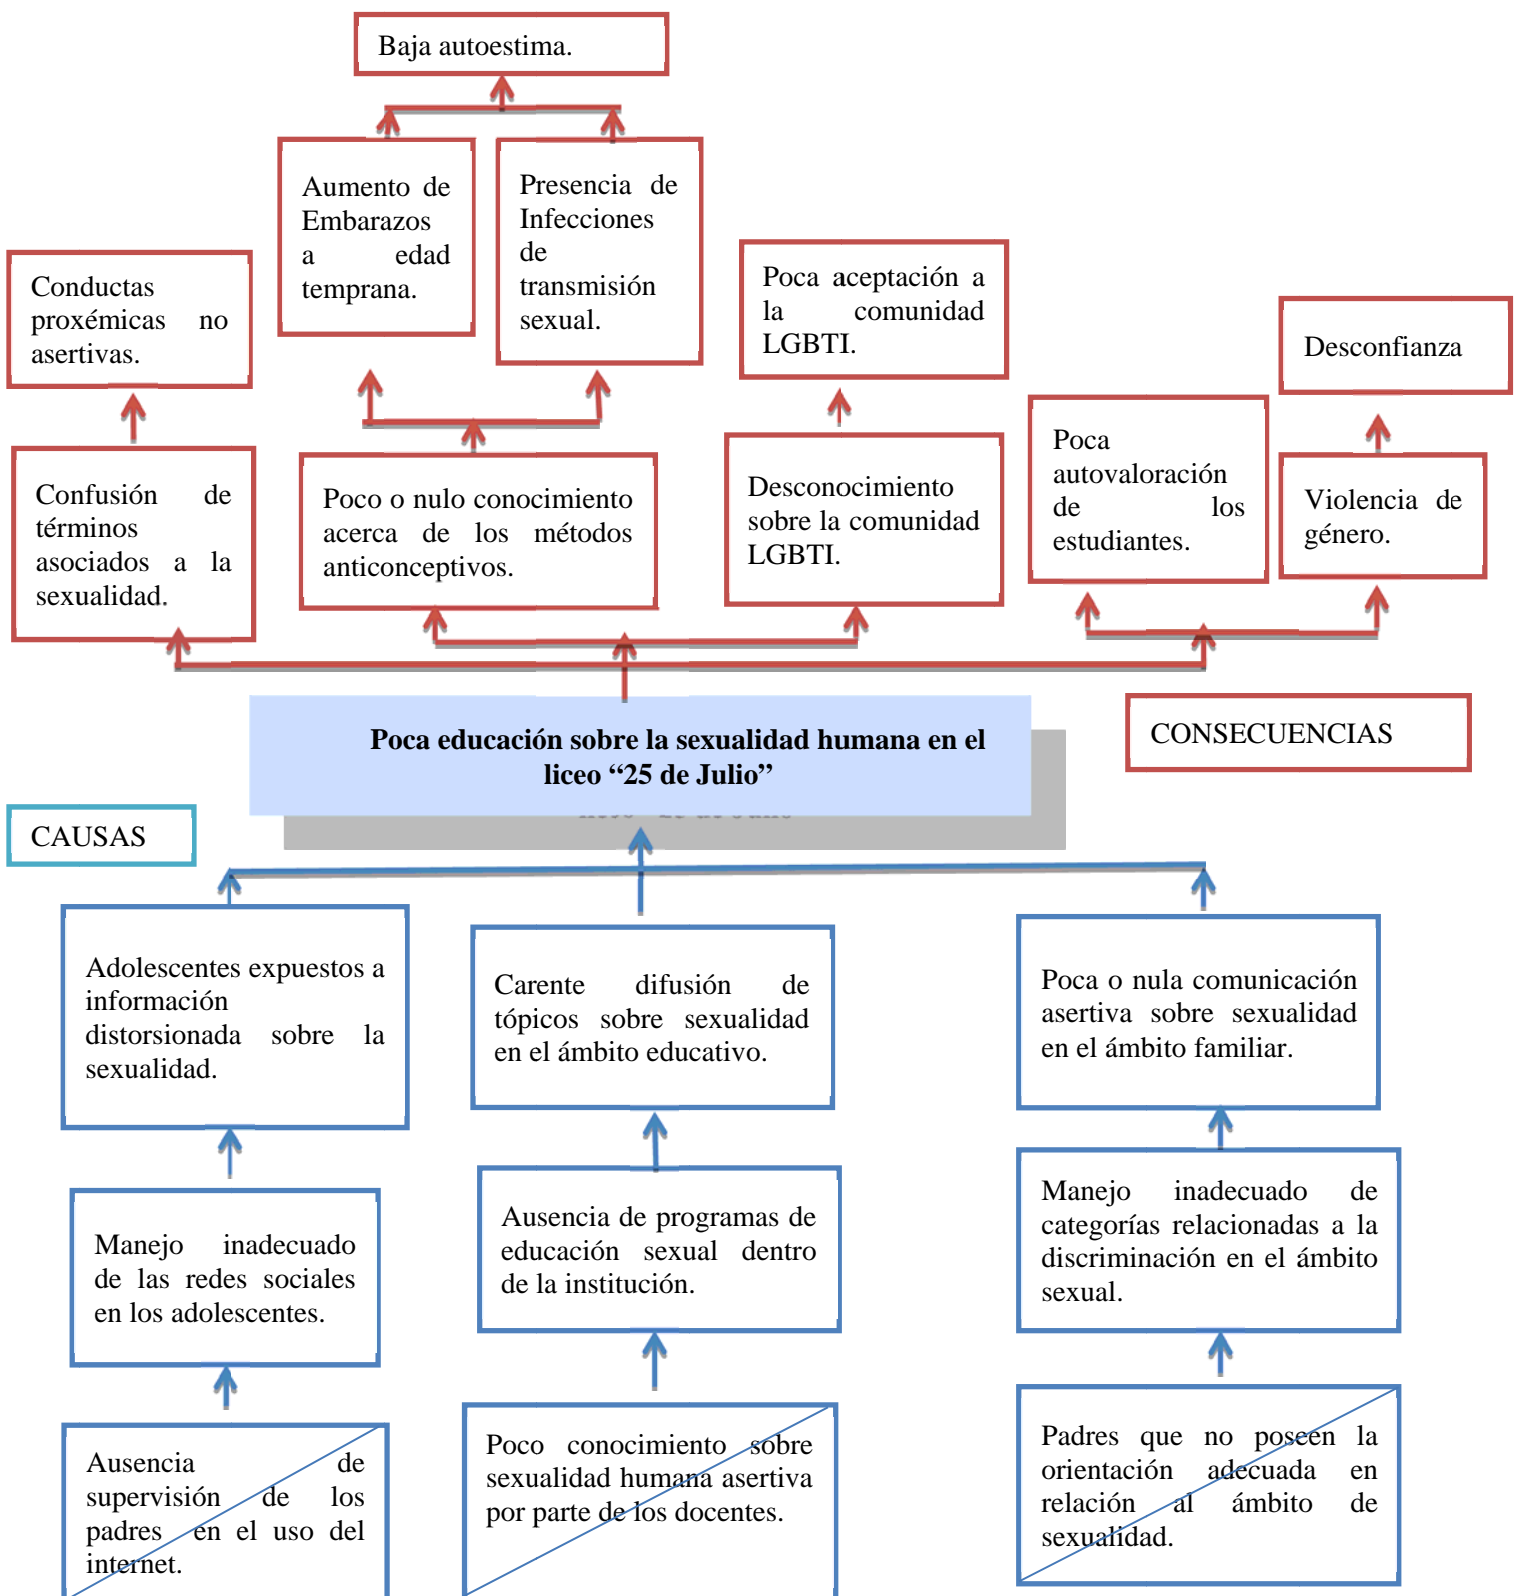 Baja autoestima.
Aumento de
Embarazos
a edad
temprana.
Presencia de
Infecciones
de
transmisión
sexual.
Conductas
proxémicas no
asertivas.
Poca aceptación a
la comunidad
LGBTI.
Desconfianza
Confusión de
términos
asociados a la
sexualidad.
Poco o nulo conocimiento
acerca de los métodos
anticonceptivos.
Desconocimiento
sobre la comunidad
LGBTI.
Poca
autovaloración
de los
estudiantes.
Violencia de
género.
Poca educación sobre la sexualidad humana en el
liceo “25 de Julio”
CONSECUENCIAS
CAUSAS
Adolescentes expuestos a
información
distorsionada sobre la
sexualidad.
Carente difusión de
tópicos sobre sexualidad
en el ámbito educativo.
Poca o nula comunicación
asertiva sobre sexualidad
en el ámbito familiar.
Manejo inadecuado
de las redes sociales
en los adolescentes.
Ausencia de programas de
educación sexual dentro
de la institución.
Manejo inadecuado de
categorías relacionadas a la
discriminación en el ámbito
sexual.
Ausencia de
supervisión de los
padres en el uso del
internet.
Poco conocimiento sobre
sexualidad humana asertiva
por parte de los docentes.
Padres que no poseen la
orientación adecuada en
relación al ámbito de
sexualidad.